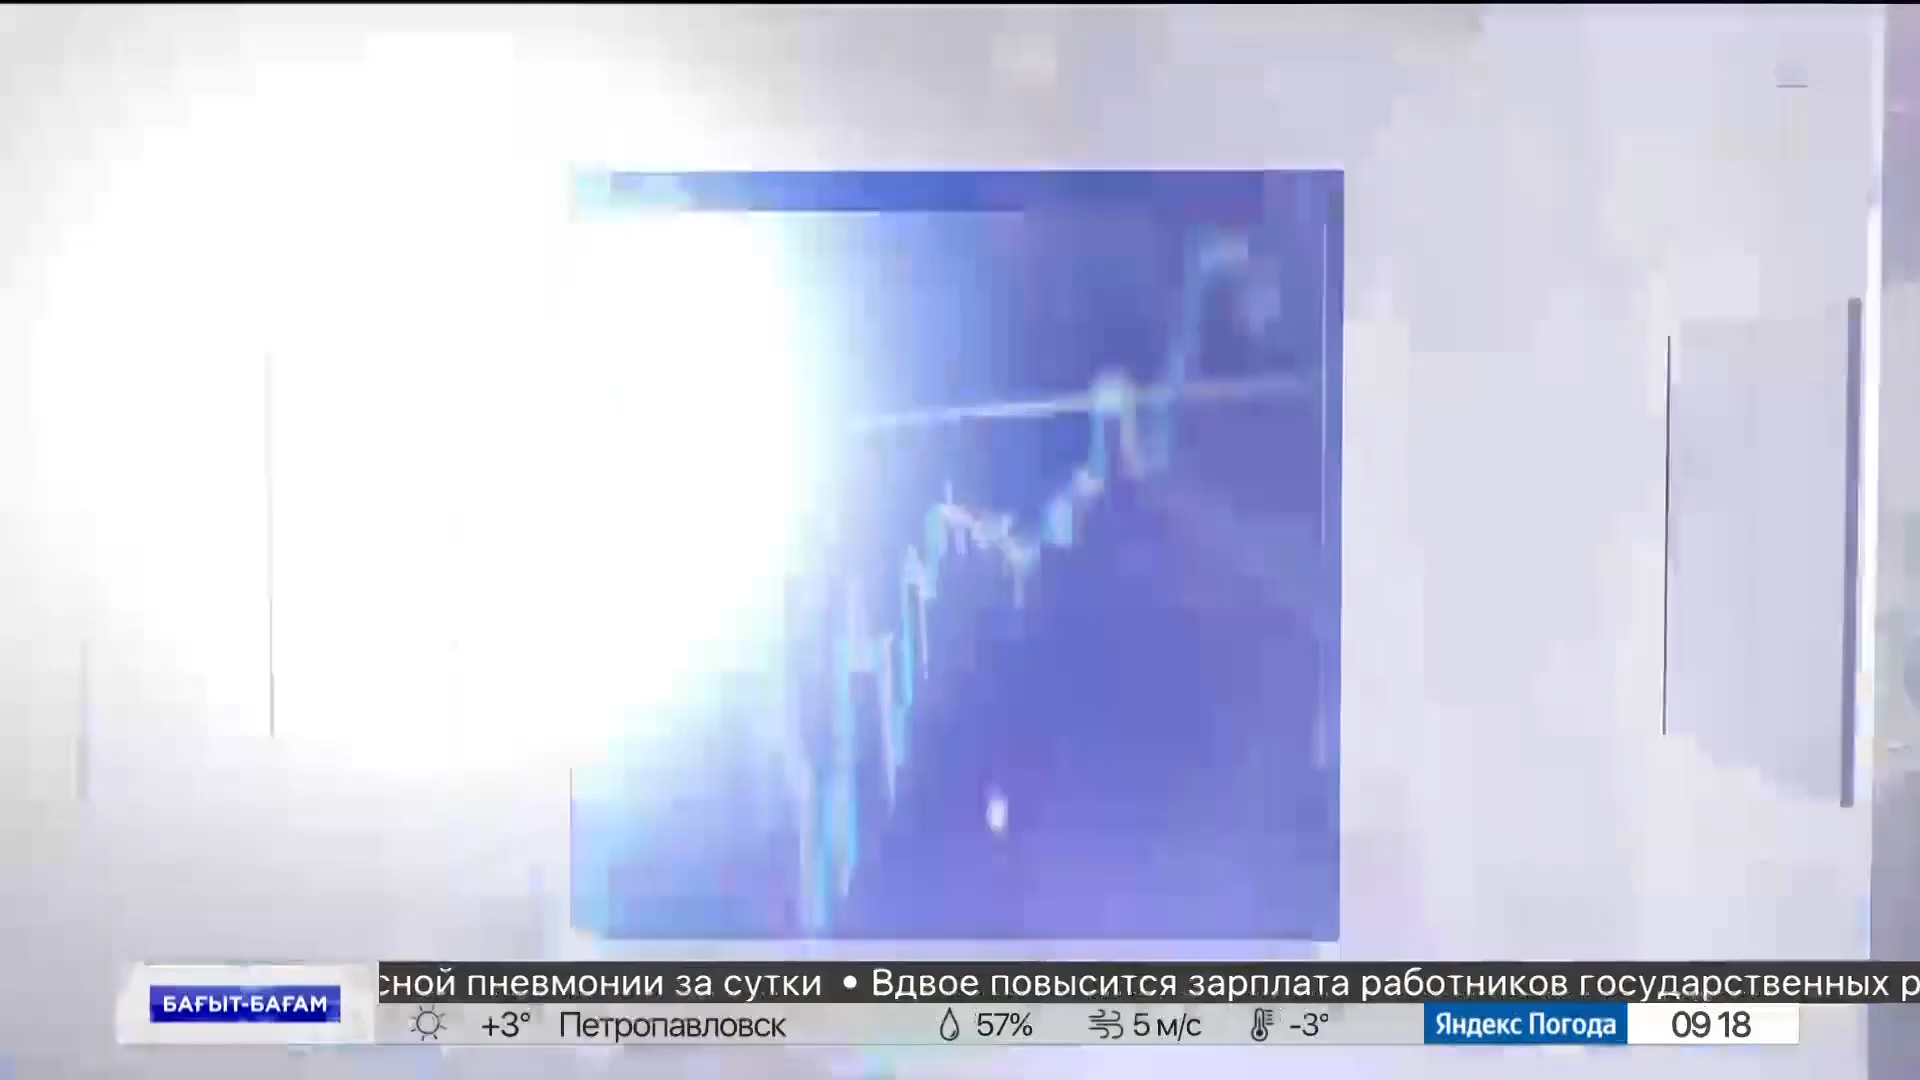 сной пневмонии за сутки • Вдвое повысится зарплата работников государственных р
БАҒЫТ-БАҒАМ
+3° Петропавловск 57% 5 м/с -3° Яндекс Погода 09 18